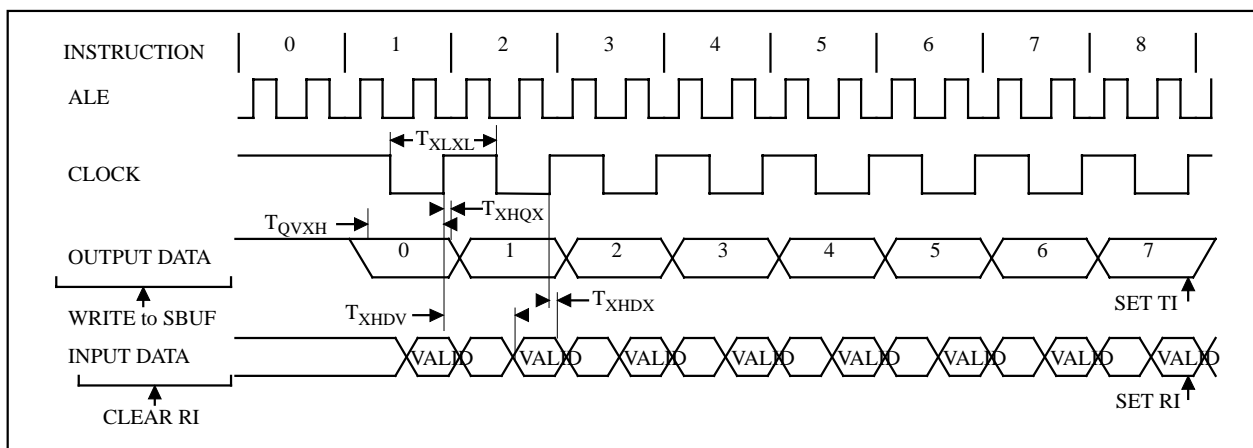 INSTRUCTION 0 1 2 3 4 5 6 7 8
ALE
TXLXL
CLOCK
TQVXH TXHQX
OUTPUT DATA 0 1 2 3 4 5 6 7
WRITE to SBUF TXHDV TXHDX SET TI
INPUT DATA VALID VALID VALID VALID VALID VALID VALID VALID
CLEAR RI SET RI